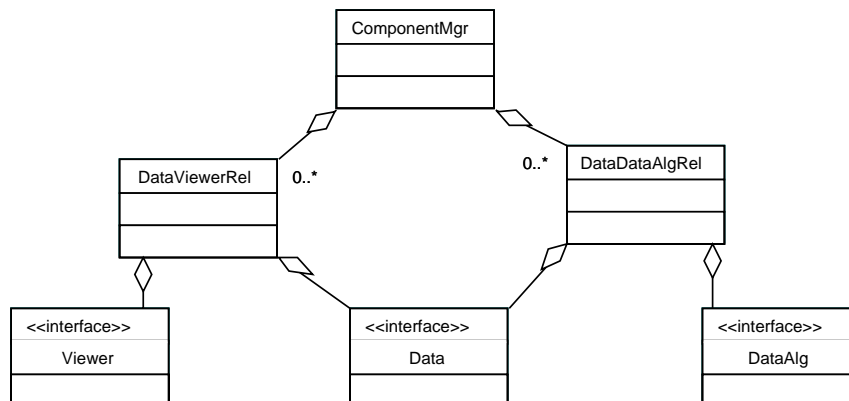 ComponentMgr
DataViewerRel
0..*
0..*
DataDataAlgRel
<<interface>>
Viewer
<<interface>>
Data
<<interface>>
DataAlg